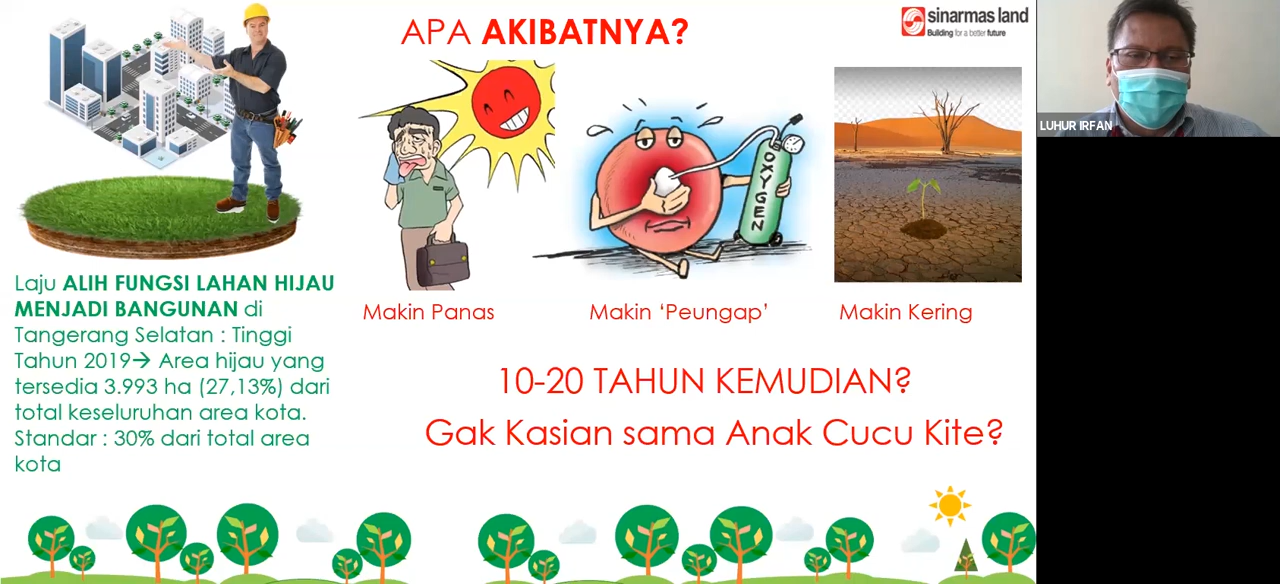 APA AKIBATNYA?
sinarmas land
Building for a better future
LUHUR IRFAN
OXYGEN
Laju ALIH FUNGSI LAHAN HIJAU
MENJADI BANGUNAN di
Tangerang Selatan : Tinggi
Tahun 2019→ Area hijau yang
tersedia 3.993 ha (27,13%) dari
total keseluruhan area kota.
Standar : 30% dari total area
kota
Makin Panas
Makin ‘Peungap’
Makin Kering
10-20 TAHUN KEMUDIAN?
Gak Kasian sama Anak Cucu Kite?